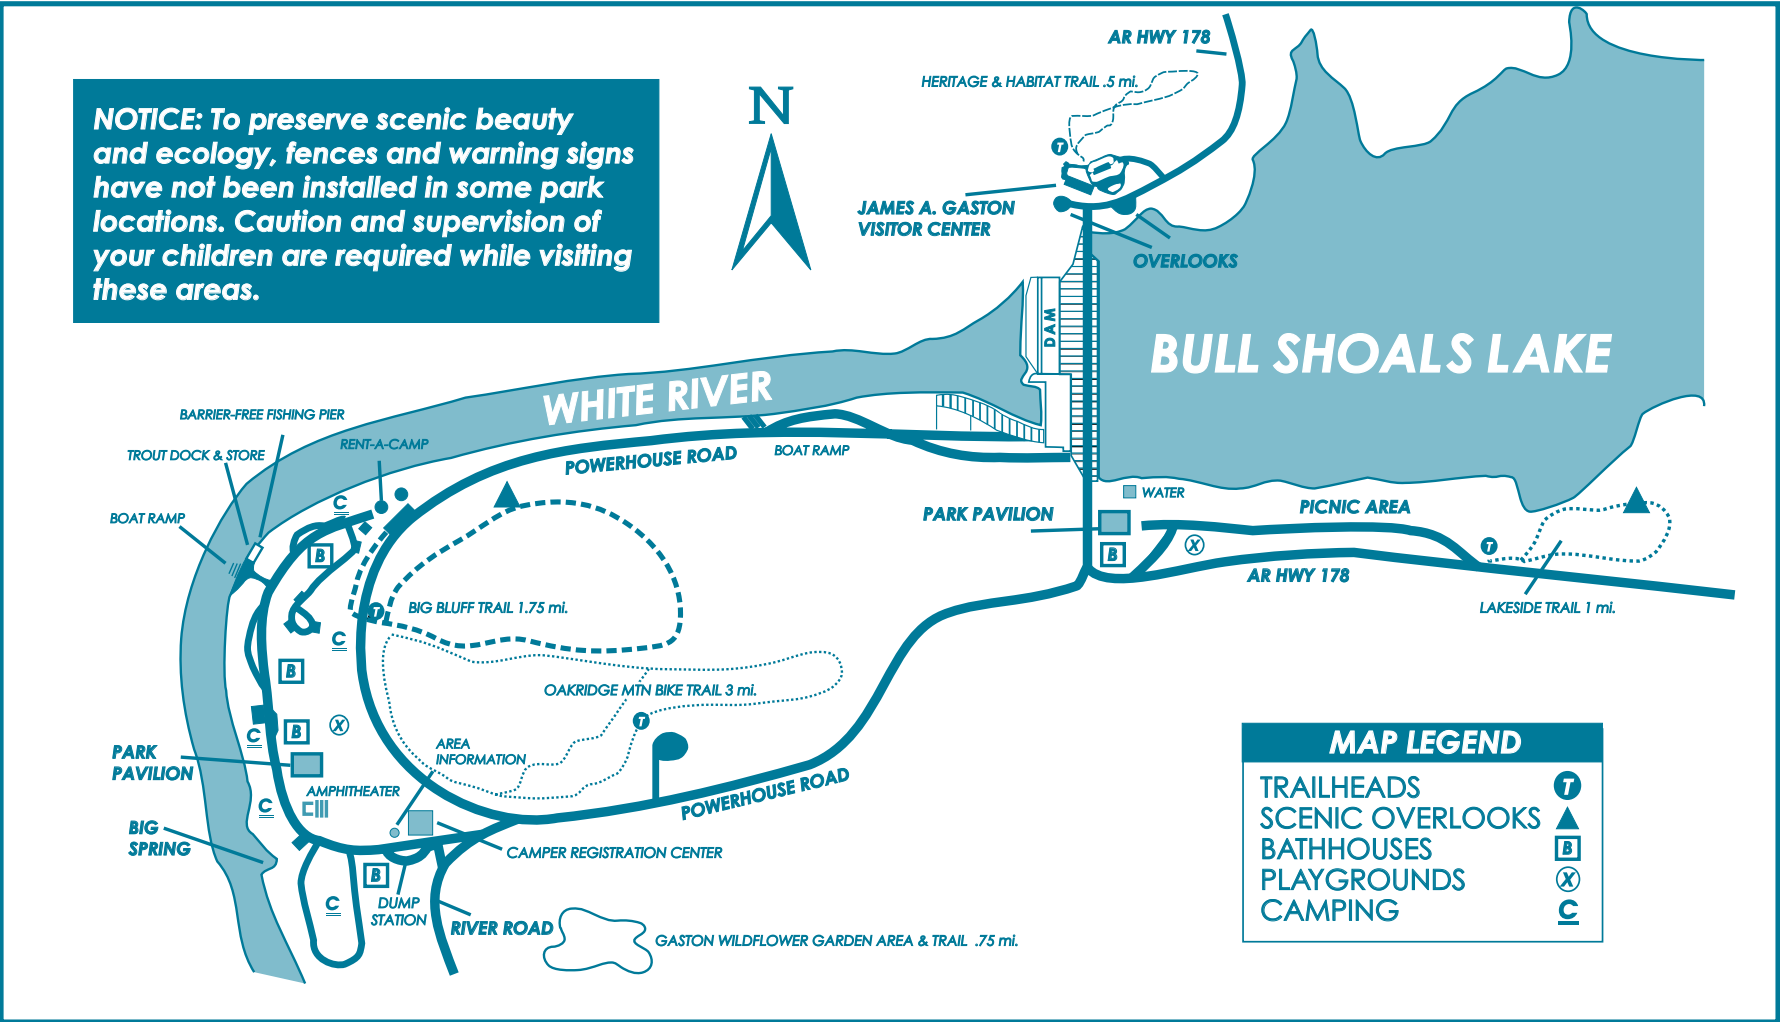 AR HWY 178
HERITAGE & HABITAT TRAIL .5 mi.
N
NOTICE: To preserve scenic beauty
and ecology, fences and warning signs
have not been installed in some park
locations. Caution and supervision of
your children are required while visiting
these areas.
T
JAMES A. GASTON
VISITOR CENTER
OVERLOOKS
DAM
BULL SHOALS LAKE
WHITE RIVER
BARRIER-FREE FISHING PIER
RENT-A-CAMP
TROUT DOCK & STORE
BOAT RAMP
POWERHOUSE ROAD
BOAT RAMP
C
B
WATER
PARK PAVILION
PICNIC AREA
B
X
T
AR HWY 178
LAKESIDE TRAIL 1 mi.
T
BIG BLUFF TRAIL 1.75 mi.
C
B
OAKRIDGE MTN BIKE TRAIL 3 mi.
T
C
B
X
PARK
PAVILION
AREA
INFORMATION
AMPHITHEATER
C
POWERHOUSE ROAD
BIG
SPRING
CAMPER REGISTRATION CENTER
B
C
DUMP
STATION
RIVER ROAD
GASTON WILDFLOWER GARDEN AREA & TRAIL .75 mi.
MAP LEGEND
TRAILHEADS T
SCENIC OVERLOOKS
BATHHOUSES B
PLAYGROUNDS X
CAMPING C